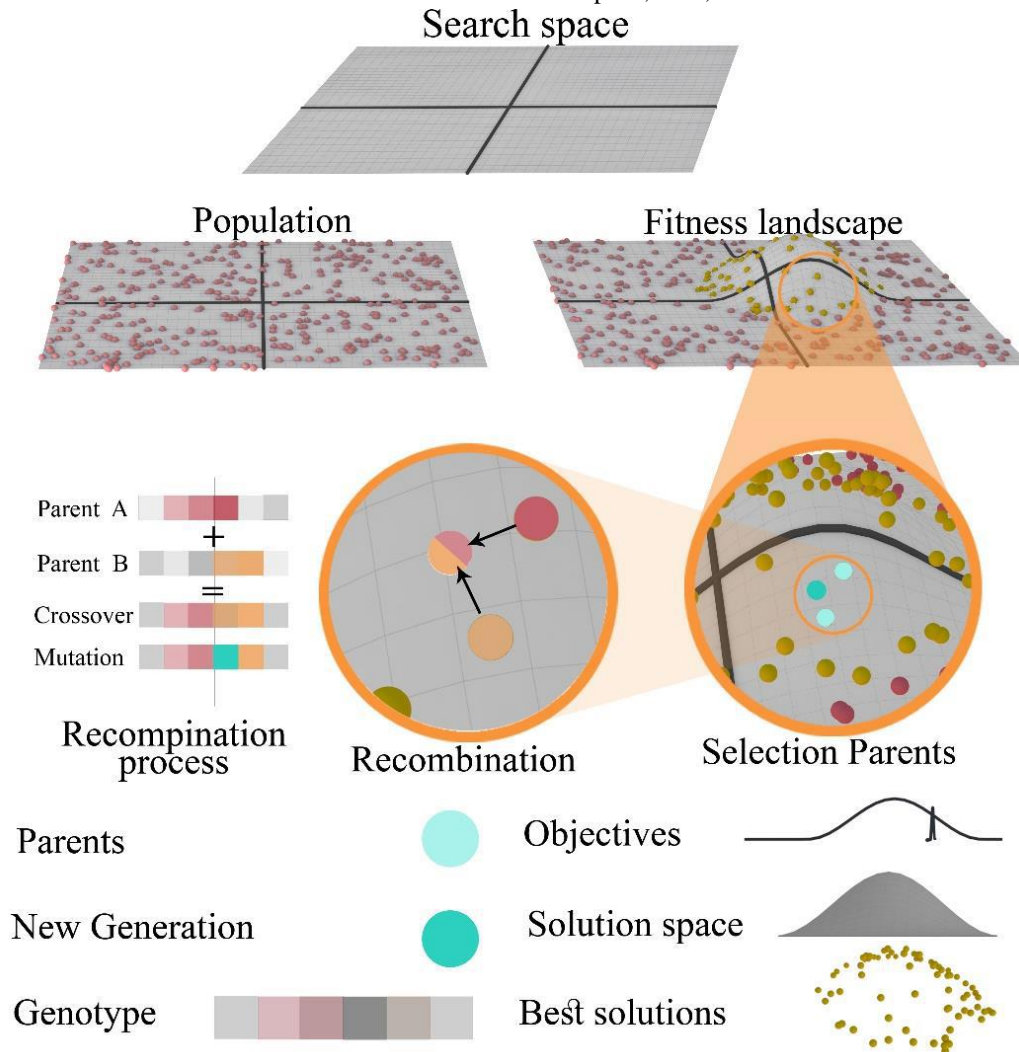 Search space
Population
Fitness landscape
Parent A
+
Parent B
=
Crossover
Mutation
Recompination
process
Recombination
Selection Parents
Parents
Objectives
New Generation
Solution space
Genotype
Best solutions